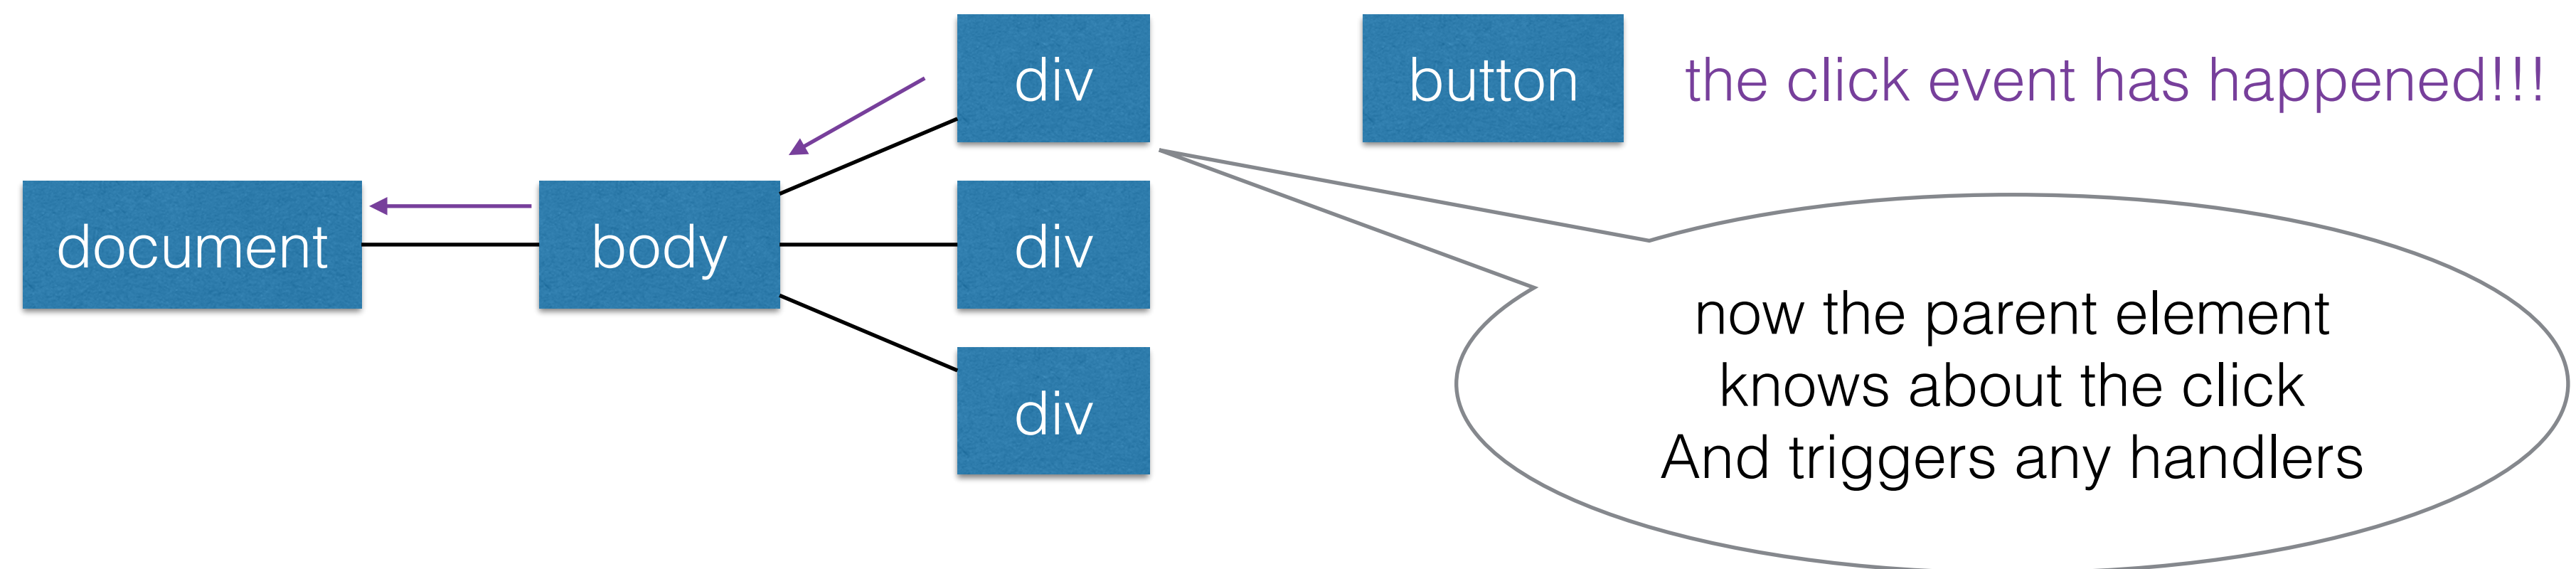 div
button
the click event has happened!!!
document
body
div
div
now the parent element
knows about the click
And triggers any handlers